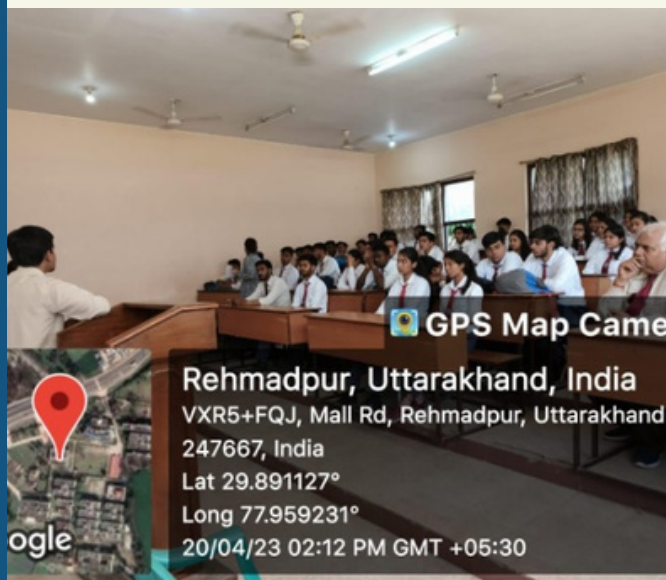 GPS Map Came
Rehmadpur, Uttarakhand, India
VXR5+FQJ, Mall Rd, Rehmadpur, Uttarakhand
247667, India
Lat 29.891127°
Long 77.959231°
20/04/23 02:12 PM GMT +05:30
ogle